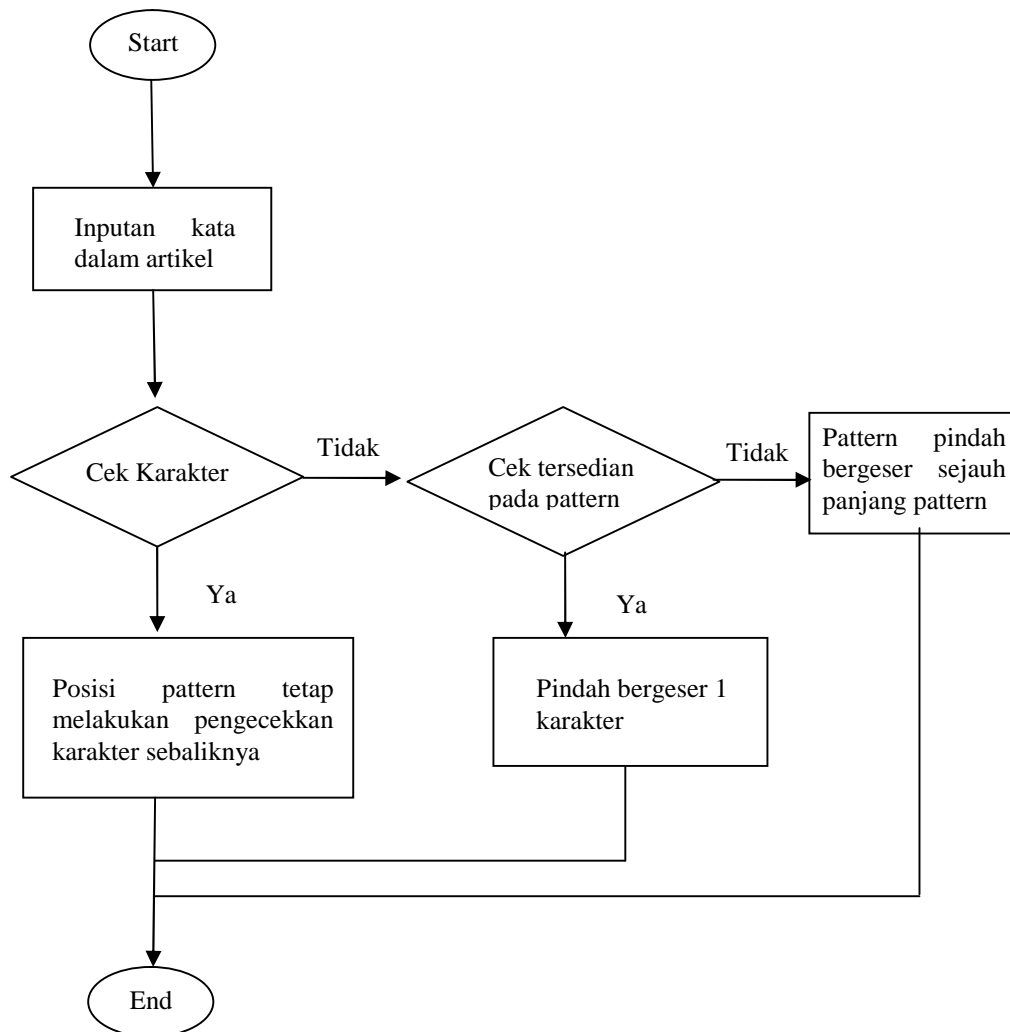 Start
Inputan kata
dalam artikel
Cek Karakter
Tidak
Cek tersedian
pada pattern
Tidak
Pattern pindah
bergeser sejauh
panjang pattern
Ya
Ya
Posisi pattern tetap
melakukan pengecekkan
karakter sebaliknya
Pindah bergeser 1
karakter
End